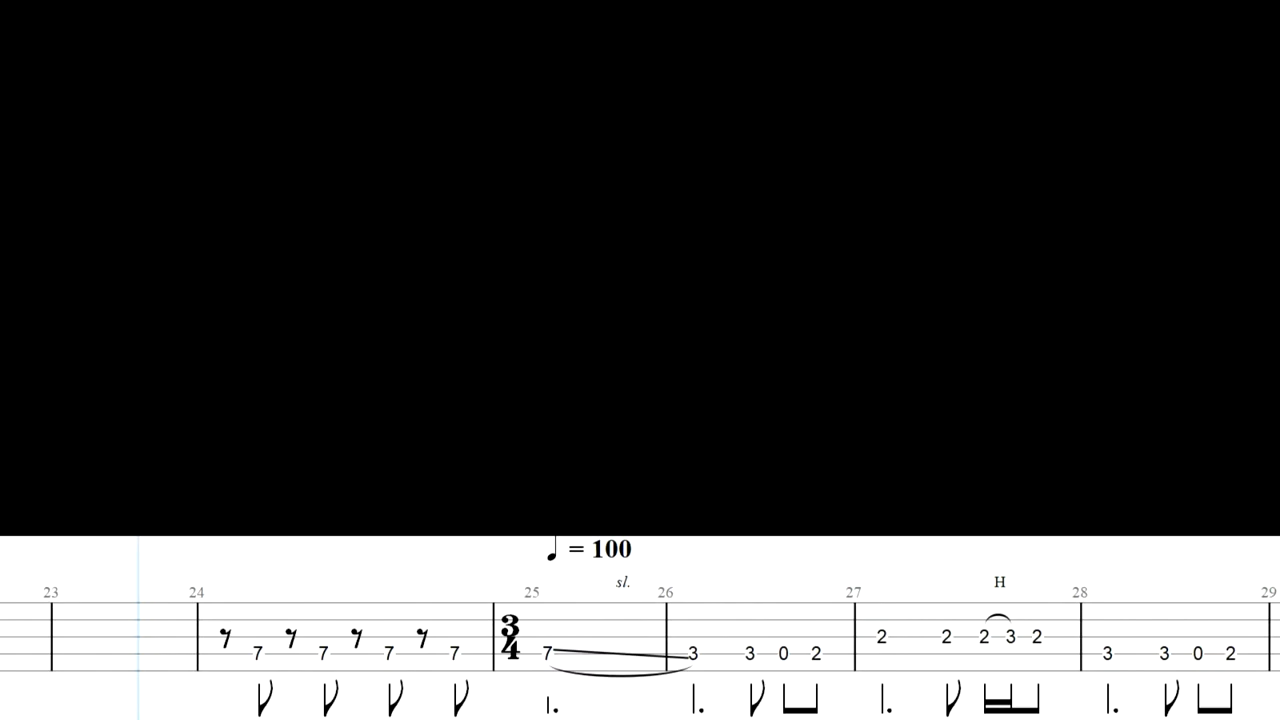 = 100
sl. H
23 24 25 26 27 28 29
3
4
2 2 2 3 2
7 7 7 7 7 3 3 0 2 3 3 0 2